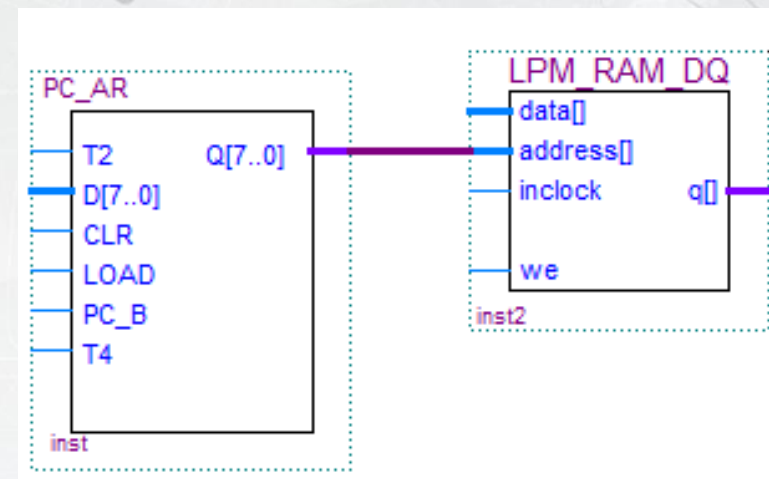 PC_AR
T2
Q[7..0]
D[7..0]
CLR
LOAD
PC_B
T4
inst
LPM_RAM_DQ
data[]
address[]
inclock
q[]
we
inst2